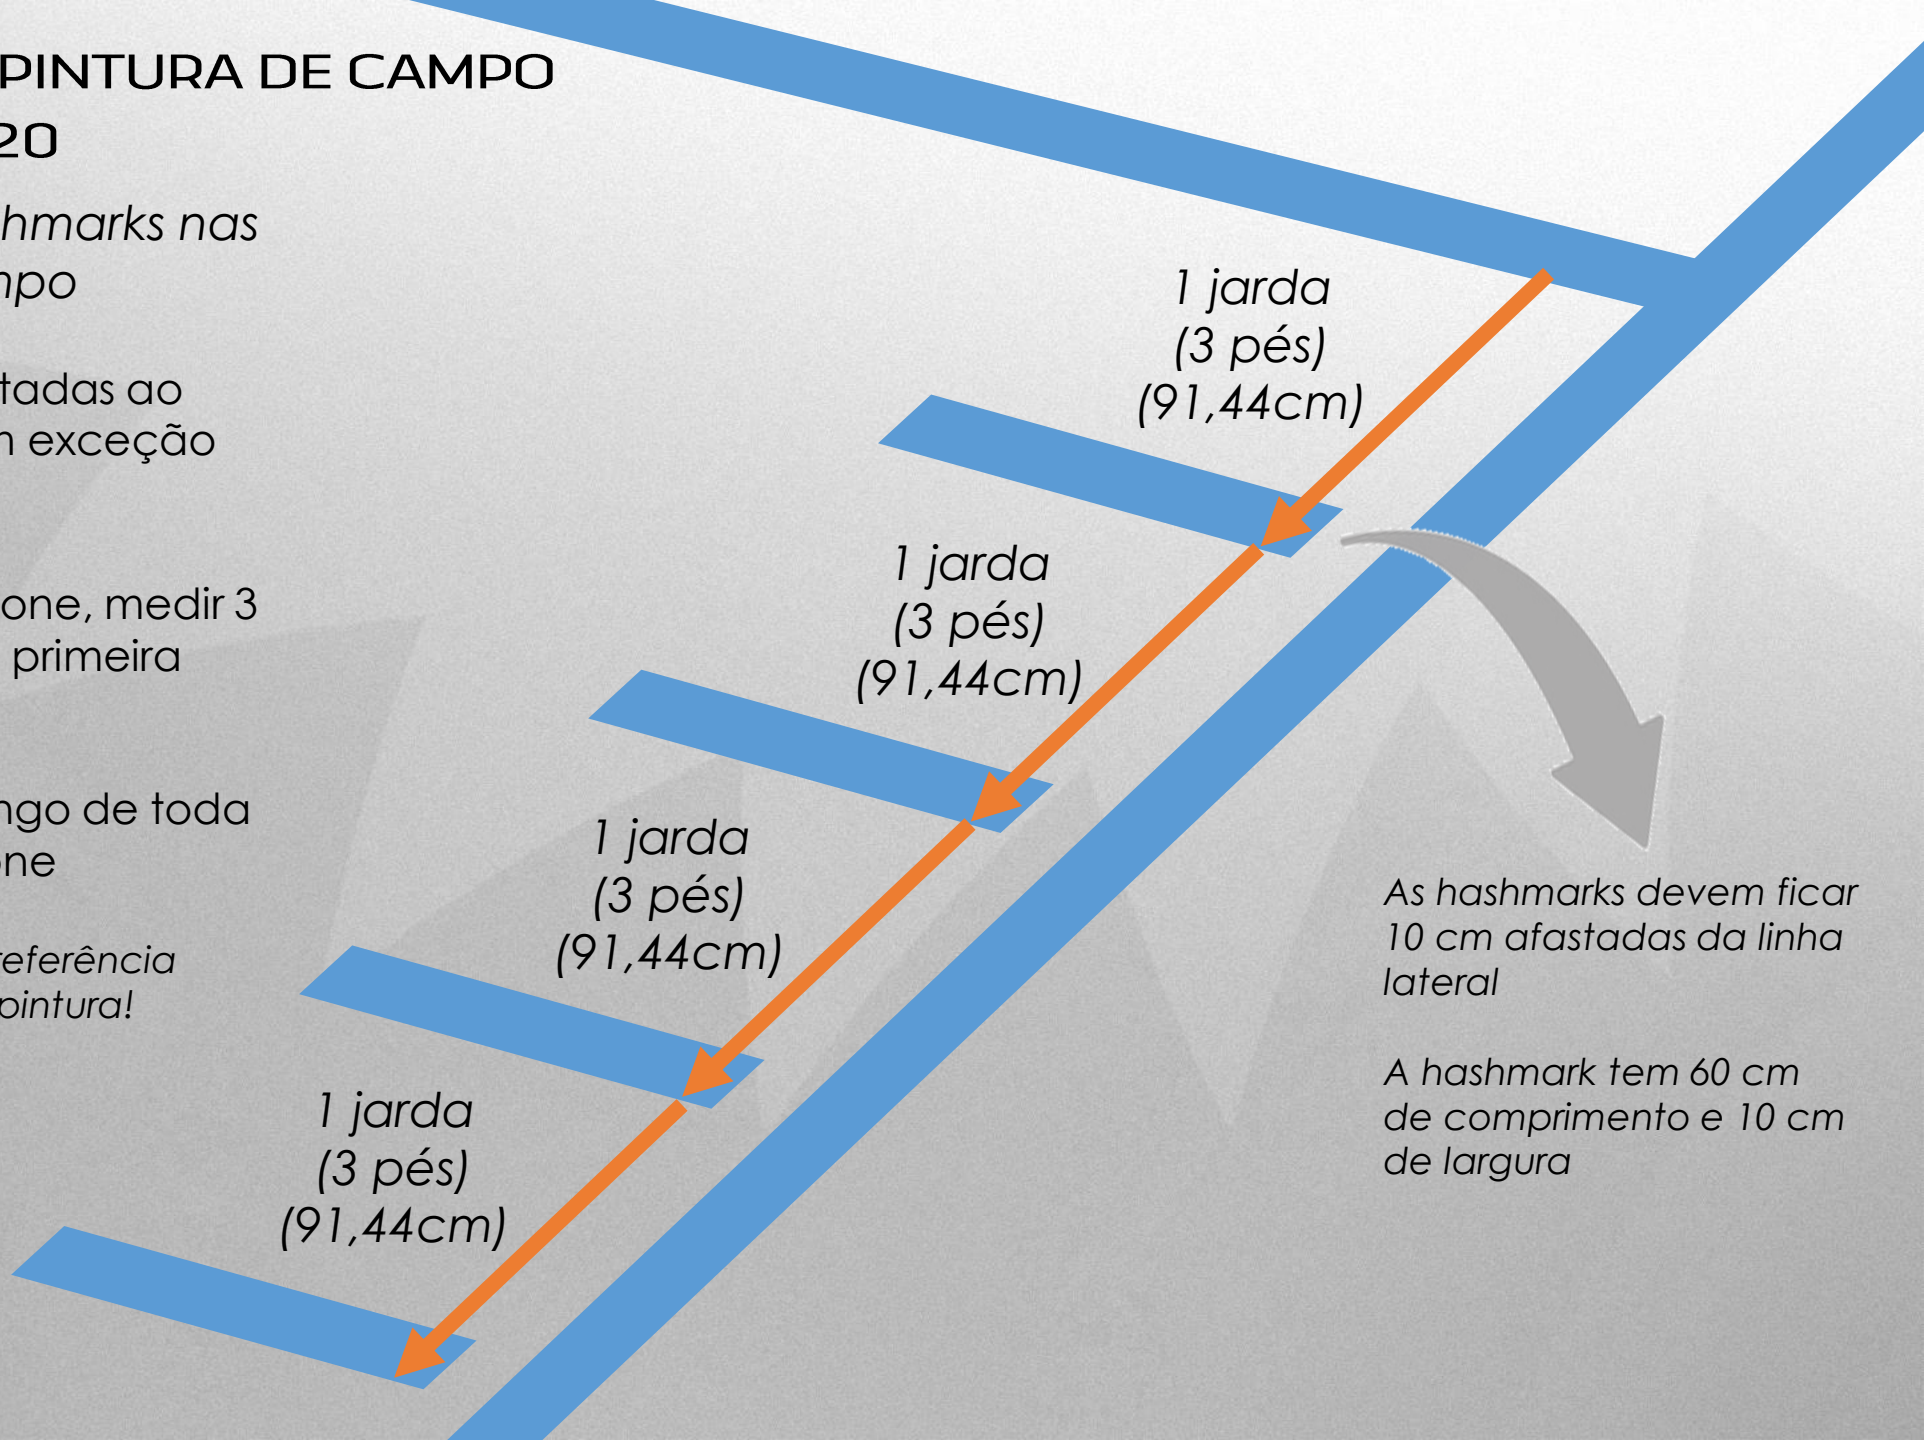 PINTURA DE CAMPO
20
hmarks nas
mpo
tadas ao
exceção
one, medir 3
primeira
ngo de toda
one
referência
pintura!
1 jarda
(3 pés)
(91,44cm)
1 jarda
(3 pés)
(91,44cm)
1 jarda
(3 pés)
(91,44cm)
1 jarda
(3 pés)
(91,44cm)
As hashmarks devem ficar
10 cm afastadas da linha
lateral
A hashmark tem 60 cm
de comprimento e 10 cm
de largura